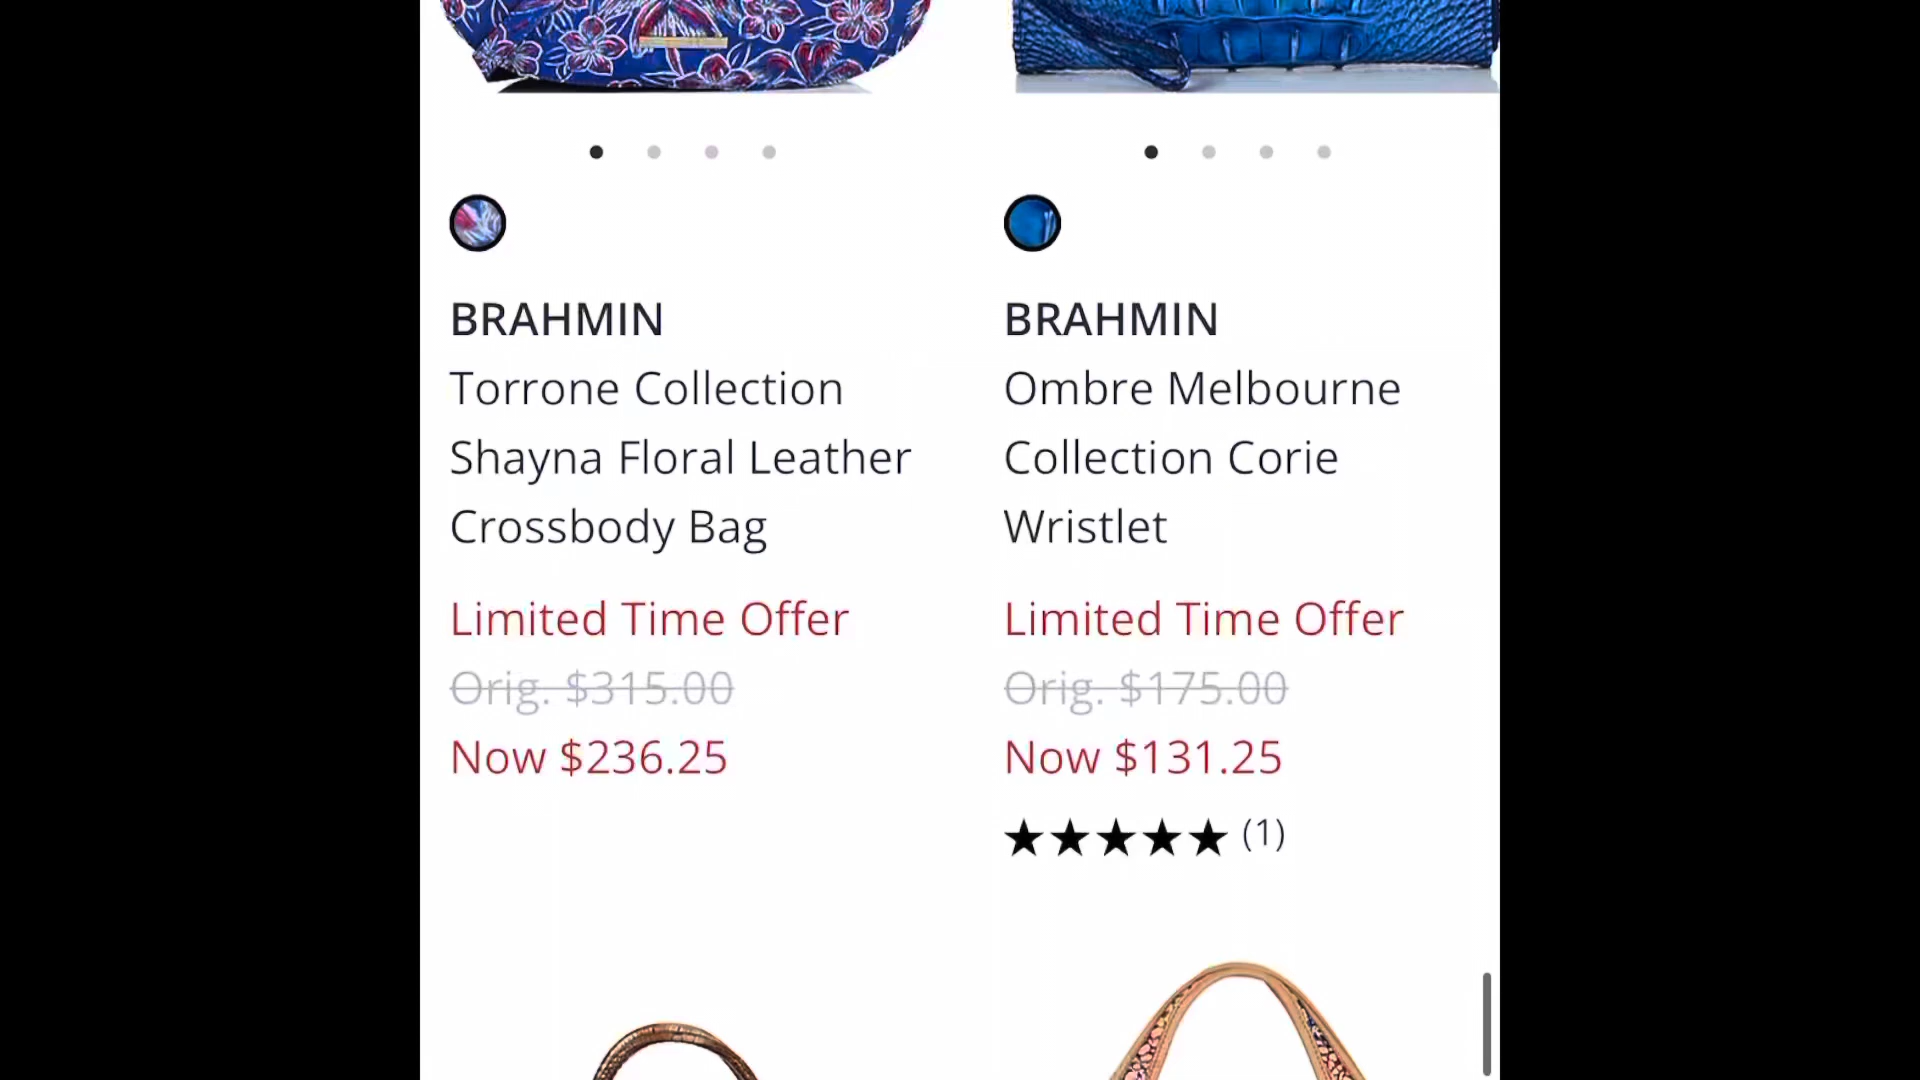 BRAHMIN
Torrone Collection
Shayna Floral Leather
Crossbody Bag
Limited Time Offer
Orig. $315.00
Now $236.25
BRAHMIN
Ombre Melbourne
Collection Corie
Wristlet
Limited Time Offer
Orig. $175.00
Now $131.25
★★★★★ (1)